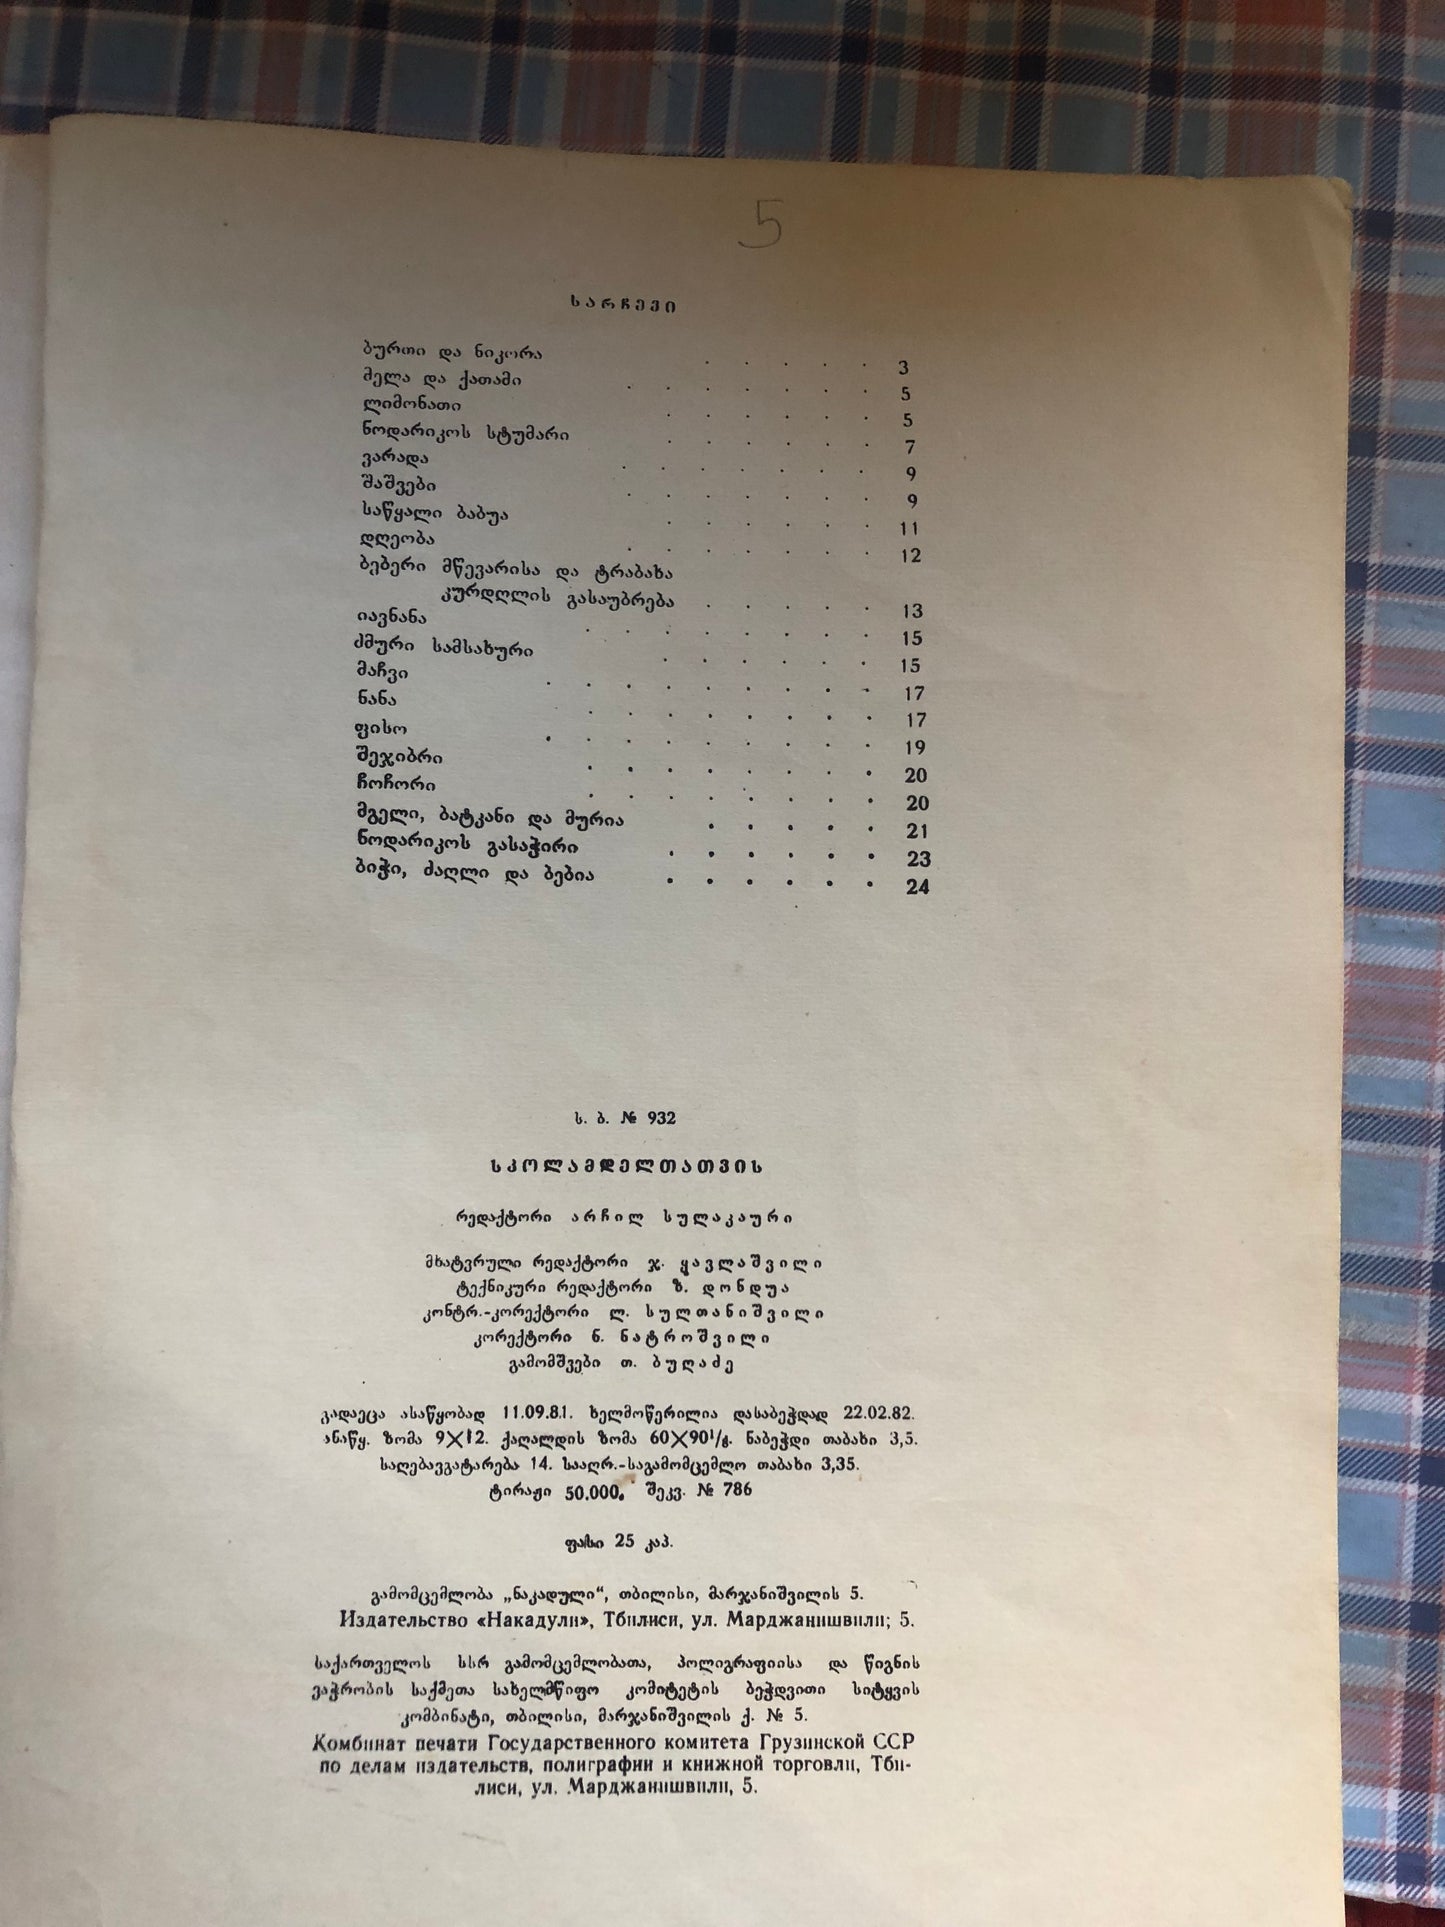 5
სარჩევი
ბურთი და ნიკორა . . . . . 3
მელა და ქათამი . . . . . . . 5
ლიმონათი . . . . . . 5
ნოდარიკოს სტუმარი . . . . . . 7
ვარადა . . . . . . . 9
შაშვები . . . . . . . 9
საწყალი ბაბუა . . . . . . 11
დღეობა . . . . . . . 12
ბებერი მწევარისა და ტრაბახა
კურდღლის გასაუბრება . . . . . 13
იავნანა . . . . . . . . 15
ძმური სამსახური . . . . . . 15
მაჩვი . . . . . . . . . 17
ნანა . . . . . . . . 17
ფისო . . . . . . . . . 19
შეჯიბრი . . . . . . . . 20
ჩოჩორი . . . . . . . . 20
მგელი, ბატკანი და მურია . . . . . 21
ნოდარიკოს გასაჭირი . . . . . . 23
ბიჭი, ძაღლი და ბებია . . . . . . 24
ს. ბ. № 932
სკოლამდელთათვის
რედაქტორი არჩილ სულაკაური
მხატვრული რედაქტორი ჯ. ყავლაშვილი
ტექნიკური რედაქტორი ზ. დონდუა
კონტრ.-კორექტორი ლ. სულთანიშვილი
კორექტორი ნ. ნატროშვილი
გამომშვები თ. ბუღაძე
გადაეცა ასაწყობად 11.09.81. ხელმოწერილია დასაბეჭდად 22.02.82.
ანაწყ. ზომა 9×12. ქაღალდის ზომა 60×90¹/₈. ნაბეჭდი თაბახი 3,5.
საღებავგატარება 14. სააღრ.-საგამომცემლო თაბახი 3,35.
ტირაჟი 50.000. შეკვ. № 786
ფასი 25 კაპ.
გამომცემლობა „ნაკადული“, თბილისი, მარჯანიშვილის 5.
Издательство «Накадули», Тбилиси, ул. Марджанишвили; 5.
საქართველოს სსრ გამომცემლობათა, პოლიგრაფიისა და წიგნის
ვაჭრობის საქმეთა სახელმწიფო კომიტეტის ბეჭდვითი სიტყვის
კომბინატი, თბილისი, მარჯანიშვილის ქ. № 5.
Комбинат печати Государственного комитета Грузинской ССР
по делам издательств, полиграфии и книжной торговли, Тби-
лиси, ул. Марджанишвили, 5.